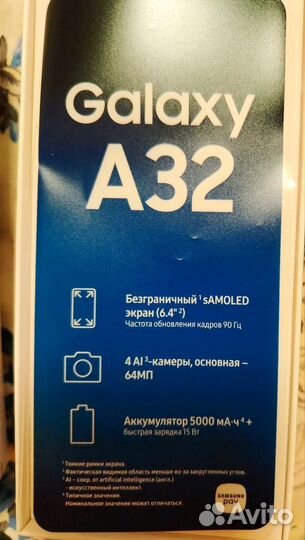 Galaxy
A32
Безграничный ¹ sAMOLED
экран (6.4" ²)
Частота обновления кадров 90 Гц
4 AI ³-камеры, основная –
64МП
Аккумулятор 5000 мА·ч ⁴ +
быстрая зарядка 15 Вт
¹ Тонкие рамки экрана.
² Фактическая видимая область меньше из-за закругленных углов.
³ AI – сокр. от artificial intelligence (англ.)
- искусственный интеллект.
⁴ Типичное значение.
Номинальное значение может отличаться.
SAMSUNG
pay
Avito